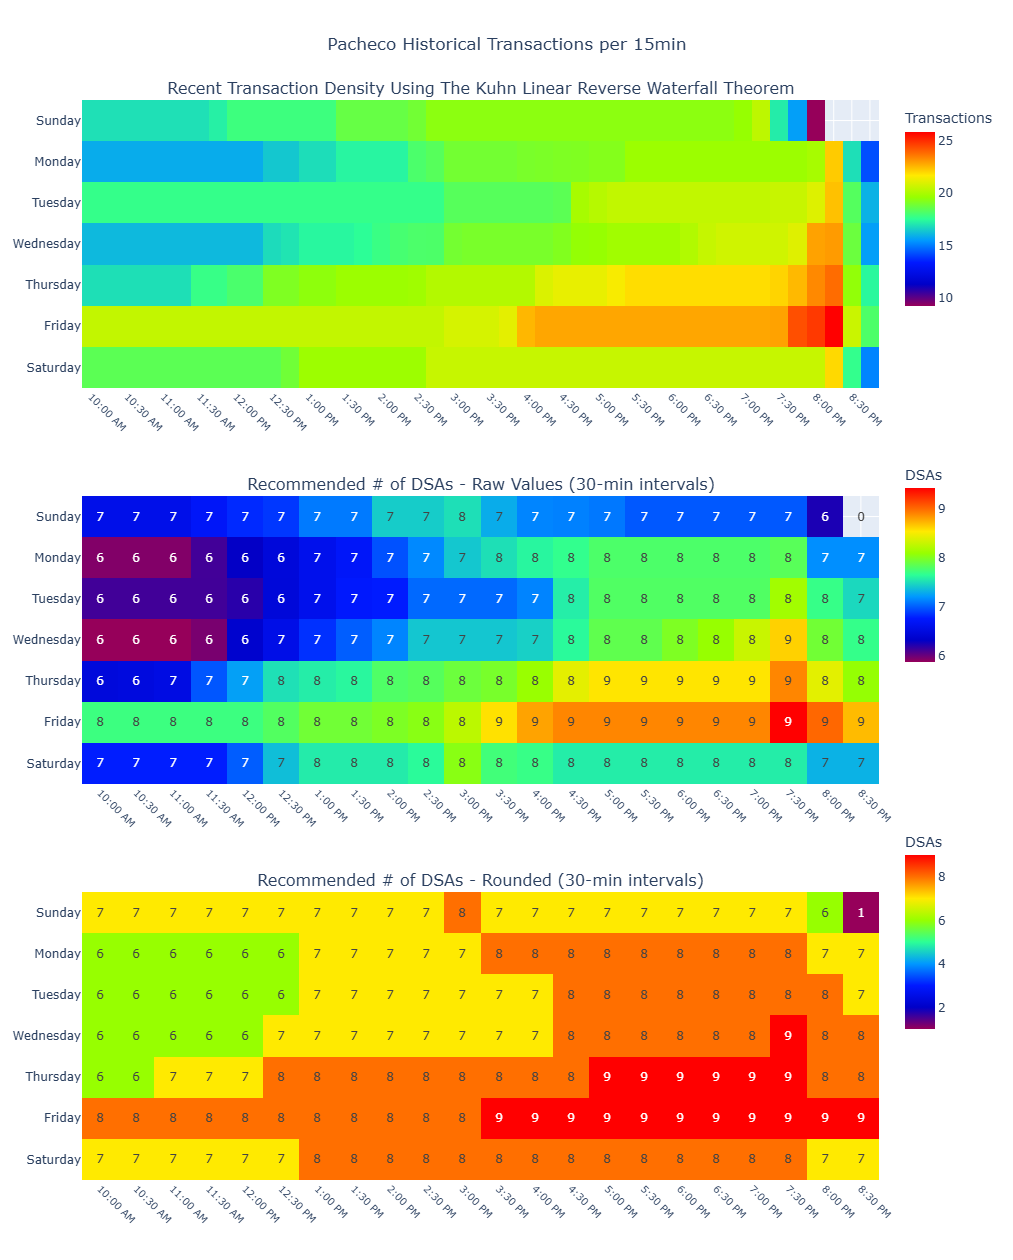 Pacheco Historical Transactions per 15min
Recent Transaction Density Using The Kuhn Linear Reverse Waterfall Theorem
Sunday
Monday
Tuesday
Wednesday
Thursday
Friday
Saturday
10:00 AM 10:30 AM 11:00 AM 11:30 AM 12:00 PM 12:30 PM 1:00 PM 1:30 PM 2:00 PM 2:30 PM 3:00 PM 3:30 PM 4:00 PM 4:30 PM 5:00 PM 5:30 PM 6:00 PM 6:30 PM 7:00 PM 7:30 PM 8:00 PM 8:30 PM
Transactions
25
20
15
10
Recommended # of DSAs - Raw Values (30-min intervals)
Sunday 7 7 7 7 7 7 7 7 7 7 8 7 7 7 7 7 7 7 7 7 6 0
Monday 6 6 6 6 6 6 7 7 7 7 7 8 8 8 8 8 8 8 8 8 7 7
Tuesday 6 6 6 6 6 6 7 7 7 7 7 7 7 8 8 8 8 8 8 8 8 7
Wednesday 6 6 6 6 6 7 7 7 7 7 7 7 7 8 8 8 8 8 8 9 8 8
Thursday 6 6 7 7 7 8 8 8 8 8 8 8 8 8 9 9 9 9 9 9 8 8
Friday 8 8 8 8 8 8 8 8 8 8 8 9 9 9 9 9 9 9 9 9 9 9
Saturday 7 7 7 7 7 7 8 8 8 8 8 8 8 8 8 8 8 8 8 8 7 7
10:00 AM 10:30 AM 11:00 AM 11:30 AM 12:00 PM 12:30 PM 1:00 PM 1:30 PM 2:00 PM 2:30 PM 3:00 PM 3:30 PM 4:00 PM 4:30 PM 5:00 PM 5:30 PM 6:00 PM 6:30 PM 7:00 PM 7:30 PM 8:00 PM 8:30 PM
DSAs
9
8
7
6
Recommended # of DSAs - Rounded (30-min intervals)
Sunday 7 7 7 7 7 7 7 7 7 7 8 7 7 7 7 7 7 7 7 7 6 1
Monday 6 6 6 6 6 6 7 7 7 7 7 8 8 8 8 8 8 8 8 8 7 7
Tuesday 6 6 6 6 6 6 7 7 7 7 7 7 7 8 8 8 8 8 8 8 8 7
Wednesday 6 6 6 6 6 7 7 7 7 7 7 7 7 8 8 8 8 8 8 9 8 8
Thursday 6 6 7 7 7 8 8 8 8 8 8 8 8 8 9 9 9 9 9 9 8 8
Friday 8 8 8 8 8 8 8 8 8 8 8 9 9 9 9 9 9 9 9 9 9 9
Saturday 7 7 7 7 7 7 8 8 8 8 8 8 8 8 8 8 8 8 8 8 7 7
10:00 AM 10:30 AM 11:00 AM 11:30 AM 12:00 PM 12:30 PM 1:00 PM 1:30 PM 2:00 PM 2:30 PM 3:00 PM 3:30 PM 4:00 PM 4:30 PM 5:00 PM 5:30 PM 6:00 PM 6:30 PM 7:00 PM 7:30 PM 8:00 PM 8:30 PM
DSAs
8
6
4
2